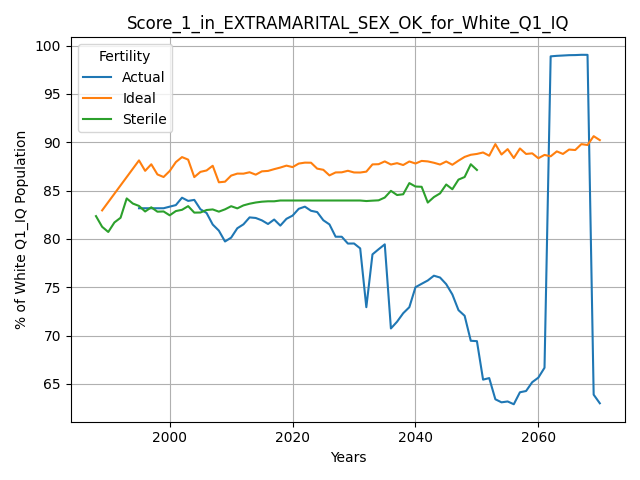 Score_1_in_EXTRAMARITAL_SEX_OK_for_White_Q1_IQ
Fertility
Actual
Ideal
Sterile
% of White Q1_IQ Population
100
95
90
85
80
75
70
65
2000
2020
2040
2060
Years